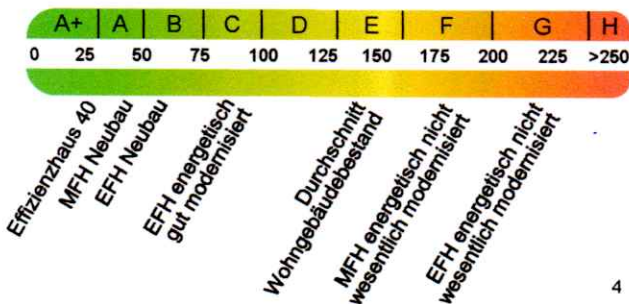 A+ A B C D E F G H
0 25 50 75 100 125 150 175 200 225 >250
Effizienzhaus 40
MFH Neubau
EFH Neubau
EFH energetisch
gut modernisiert
Durchschnitt
Wohngebäudebestand
MFH energetisch nicht
wesentlich modernisiert
EFH energetisch nicht
wesentlich modernisiert
4